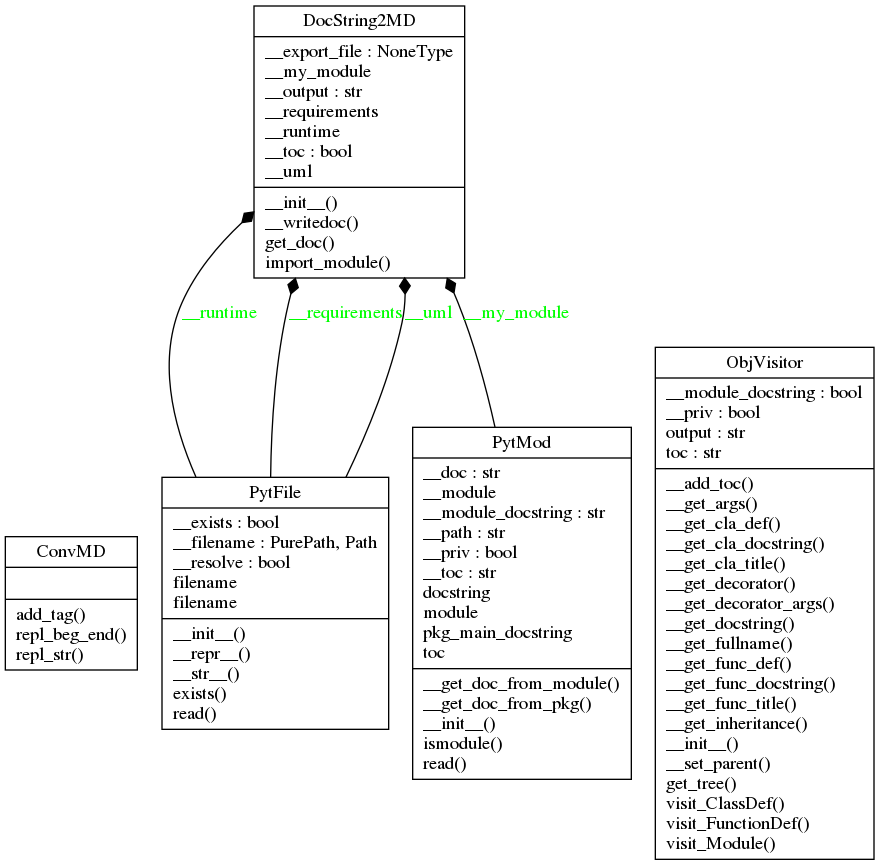 DocString2MD
__export_file : NoneType
__my_module
__output : str
__requirements
__runtime
__toc : bool
__uml
__init__()
__writedoc()
get_doc()
import_module()
__runtime
__requirements
__uml
__my_module
ObjVisitor
__module_docstring : bool
__priv : bool
output : str
toc : str
__add_toc()
__get_args()
__get_cla_def()
__get_cla_docstring()
__get_cla_title()
__get_decorator()
__get_decorator_args()
__get_docstring()
__get_fullname()
__get_func_def()
__get_func_docstring()
__get_func_title()
__get_inheritance()
__init__()
__set_parent()
get_tree()
visit_ClassDef()
visit_FunctionDef()
visit_Module()
PytMod
__doc : str
__module
__module_docstring : str
__path : str
__priv : bool
__toc : str
docstring
module
pkg_main_docstring
toc
__get_doc_from_module()
__get_doc_from_pkg()
__init__()
ismodule()
read()
PytFile
__exists : bool
__filename : PurePath, Path
__resolve : bool
filename
filename
__init__()
__repr__()
__str__()
exists()
read()
ConvMD
add_tag()
repl_beg_end()
repl_str()